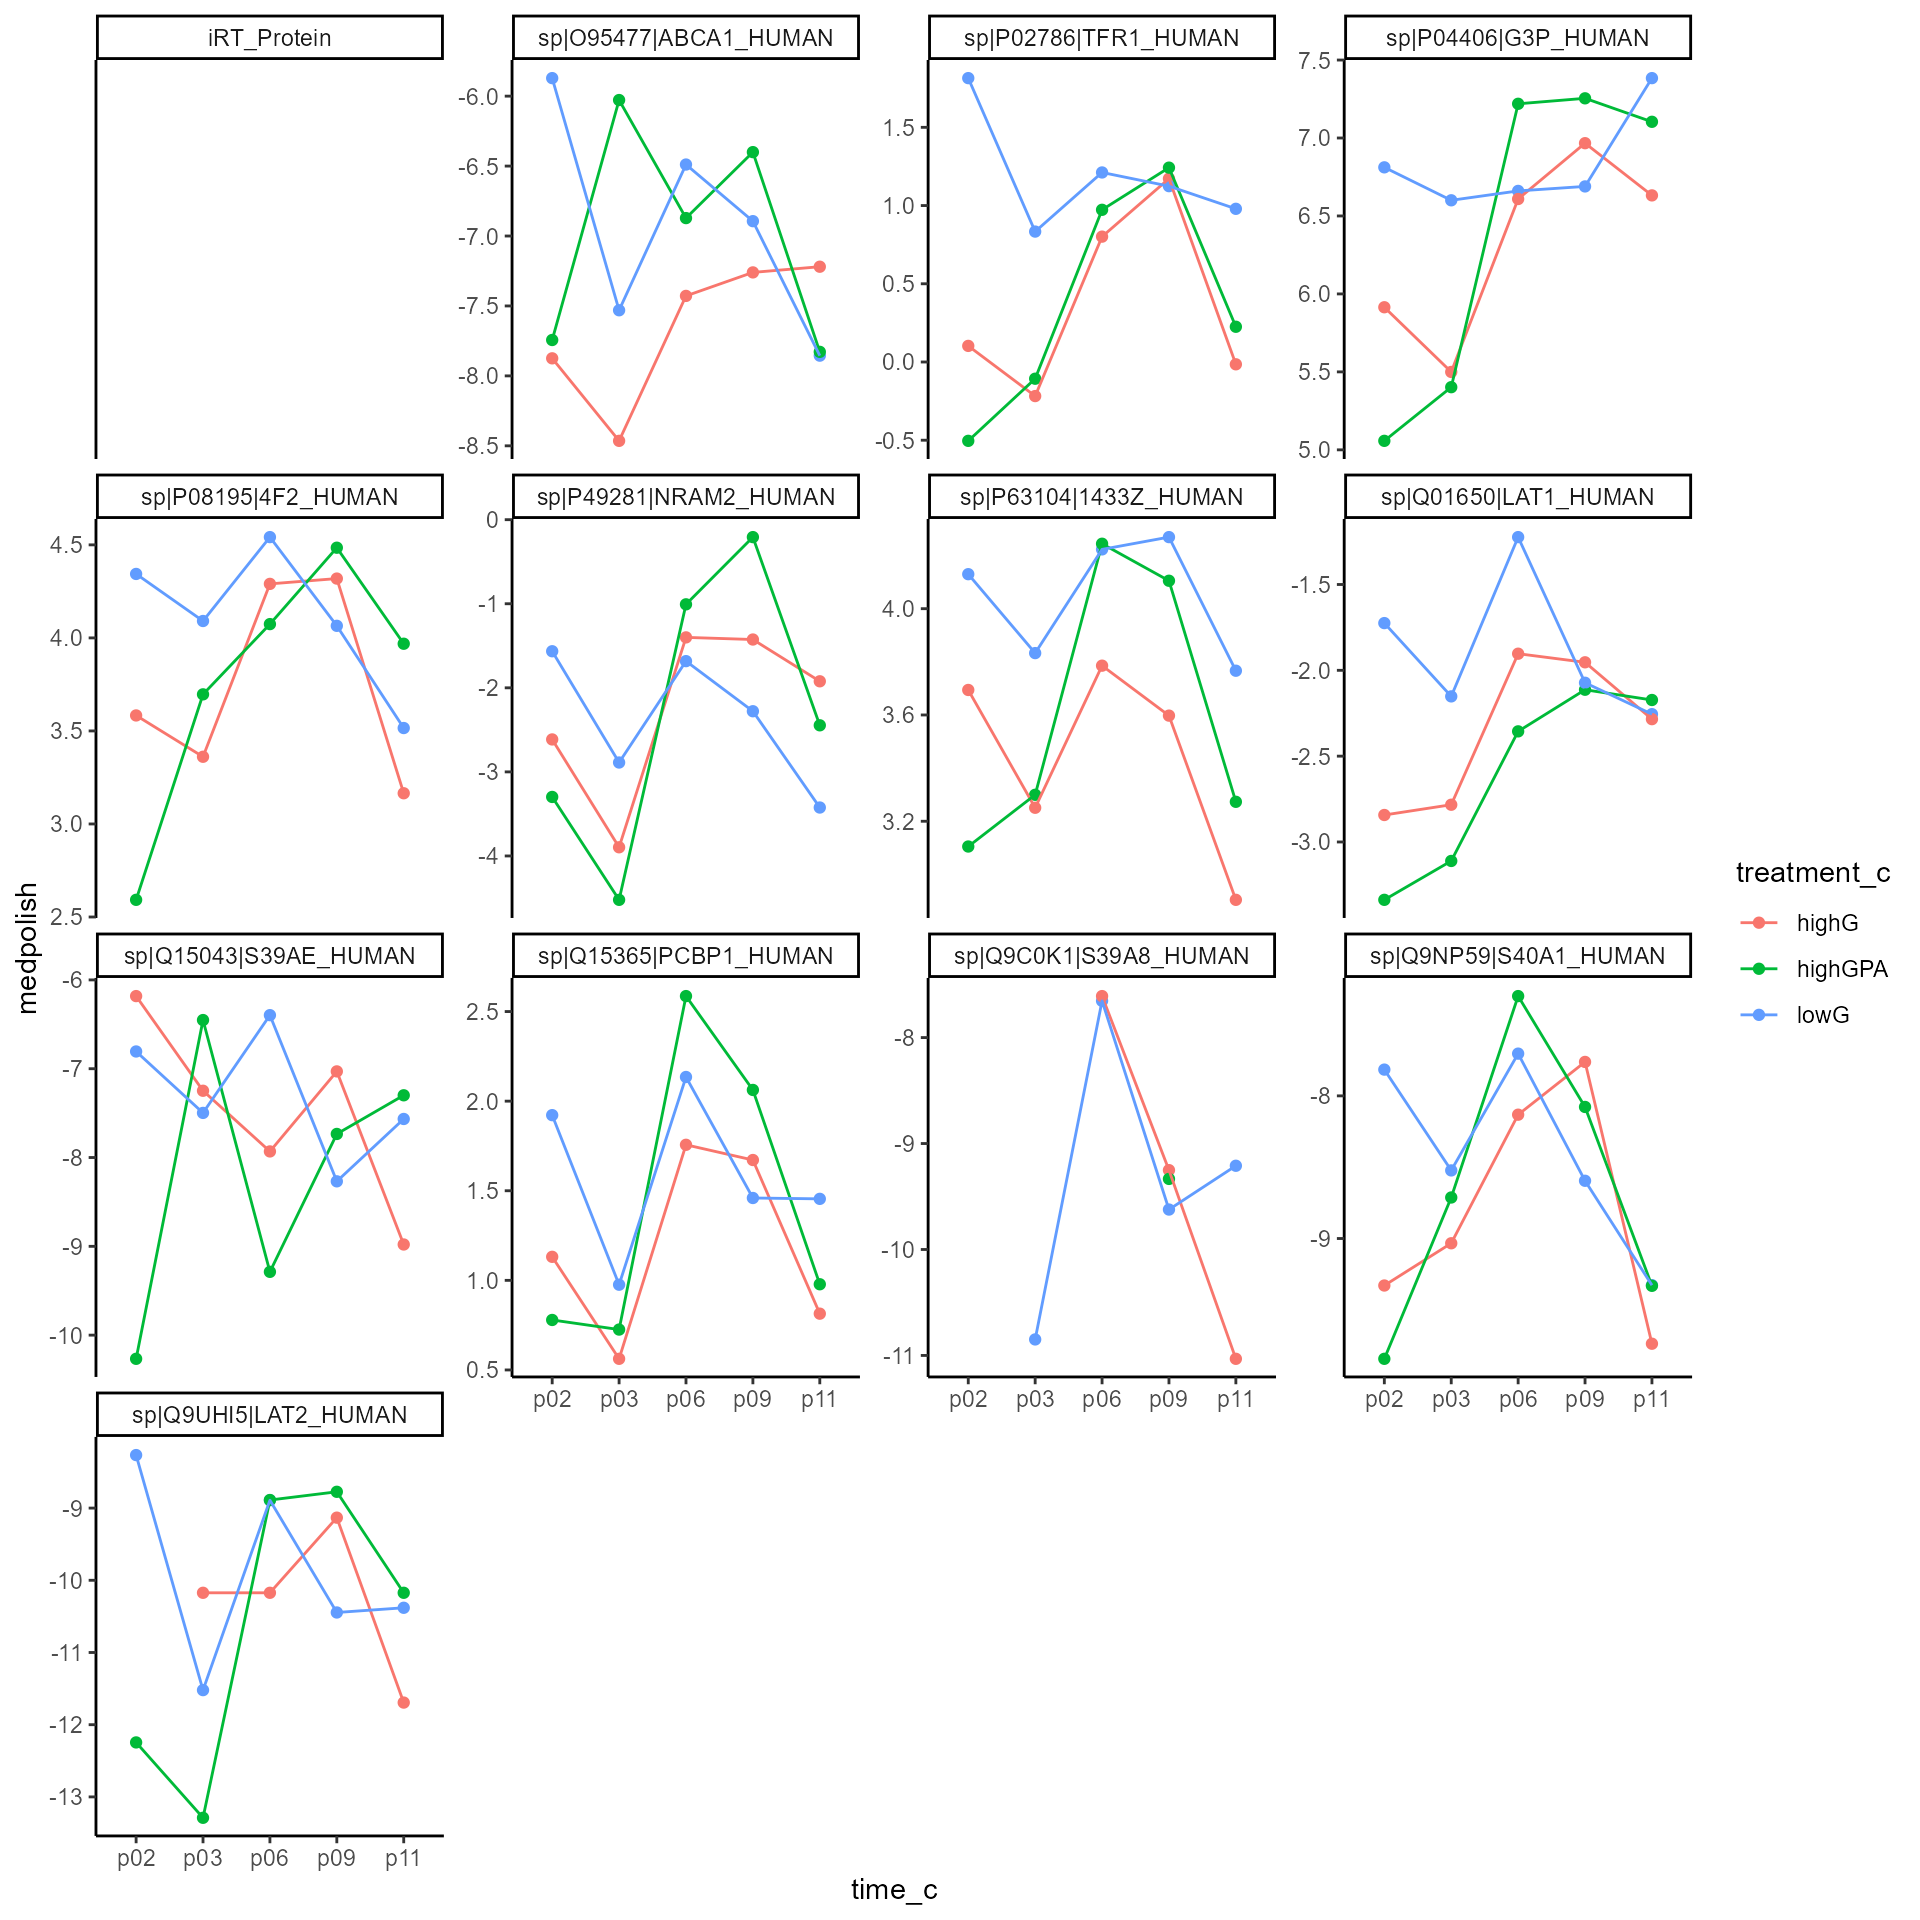 iRT_Protein
sp|O95477|ABCA1_HUMAN
sp|P02786|TFR1_HUMAN
sp|P04406|G3P_HUMAN
-6.0
-6.5
-7.0
-7.5
-8.0
-8.5
1.5
1.0
0.5
0.0
-0.5
7.5
7.0
6.5
6.0
5.5
5.0
sp|P08195|4F2_HUMAN
sp|P49281|NRAM2_HUMAN
sp|P63104|1433Z_HUMAN
sp|Q01650|LAT1_HUMAN
4.5
4.0
3.5
3.0
2.5
0
-1
-2
-3
-4
4.0
3.6
3.2
-1.5
-2.0
-2.5
-3.0
sp|Q15043|S39AE_HUMAN
sp|Q15365|PCBP1_HUMAN
sp|Q9C0K1|S39A8_HUMAN
sp|Q9NP59|S40A1_HUMAN
-6
-7
-8
-9
-10
2.5
2.0
1.5
1.0
0.5
-8
-9
-10
-11
-8
-9
p02 p03 p06 p09 p11
p02 p03 p06 p09 p11
p02 p03 p06 p09 p11
sp|Q9UHI5|LAT2_HUMAN
-9
-10
-11
-12
-13
p02 p03 p06 p09 p11
time_c
medpolish
treatment_c
highG
highGPA
lowG